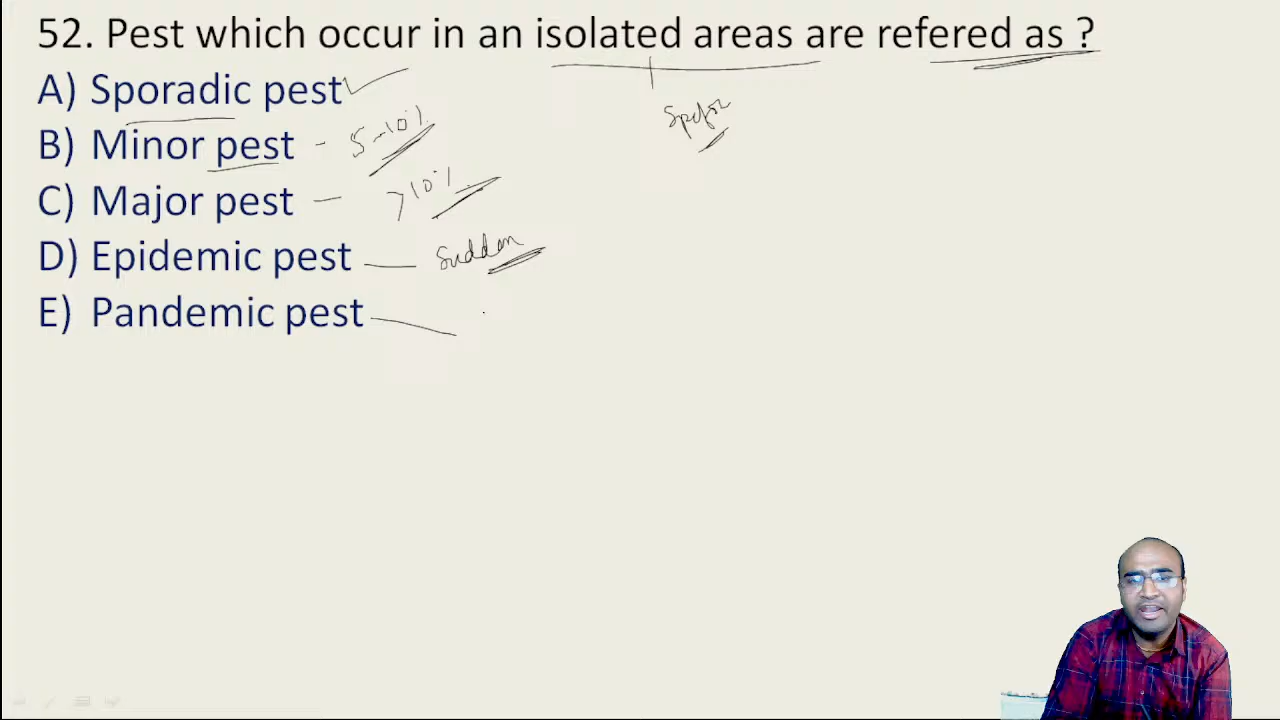 52. Pest which occur in an isolated areas are refered as ?
A) Sporadic pest
B) Minor pest - 5-10%
C) Major pest - >10%
D) Epidemic pest - Sudden
E) Pandemic pest